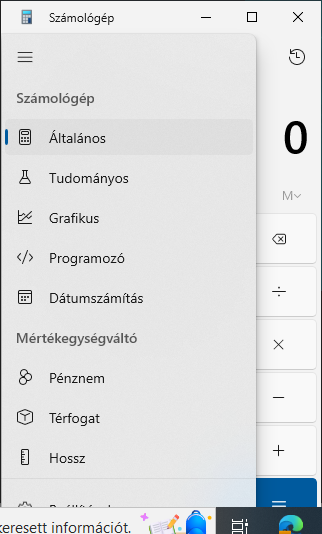 Számológép
Számológép
0
Általános
M
Tudományos
Grafikus
Programozó
Dátumszámítás
Mértékegységváltó
Pénznem
Térfogat
Hossz
keresett információt.